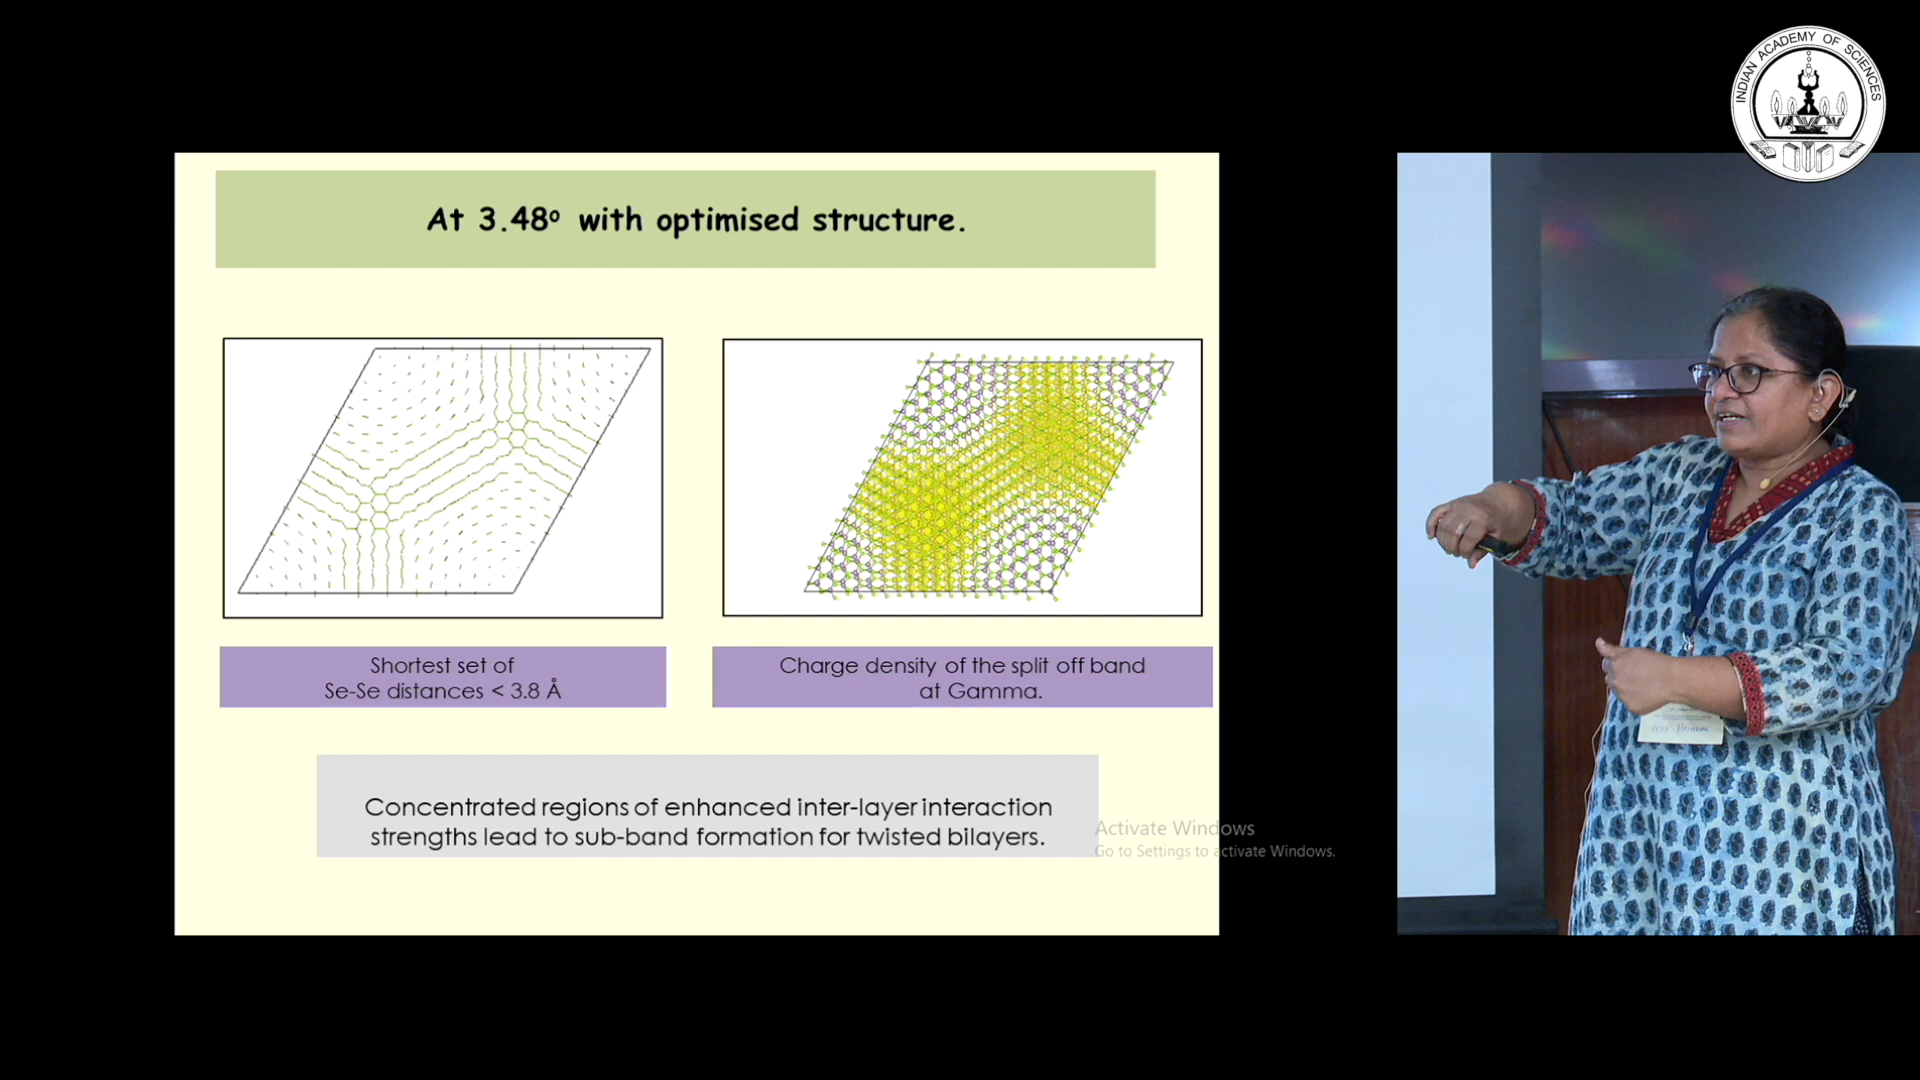 INDIAN ACADEMY OF SCIENCES
At 3.48° with optimised structure.
Shortest set of
Se-Se distances < 3.8 Å
Charge density of the split off band
at Gamma.
Concentrated regions of enhanced inter-layer interaction
strengths lead to sub-band formation for twisted bilayers.
Activate Windows
Go to Settings to activate Windows.